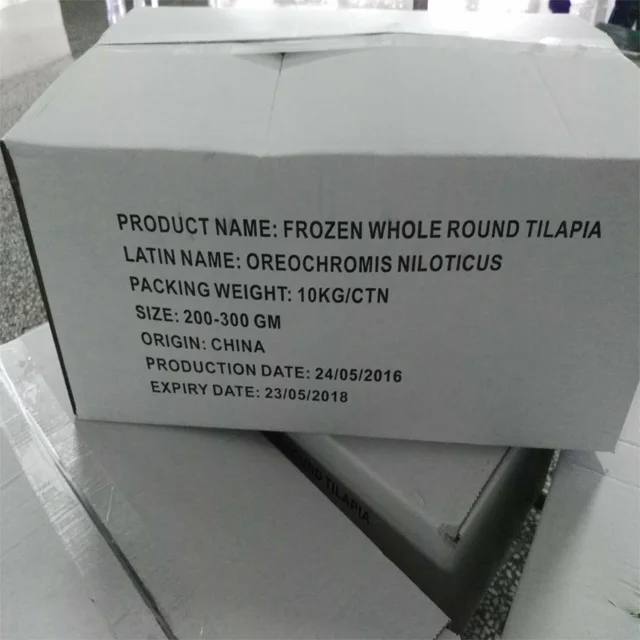 PRODUCT NAME: FROZEN WHOLE ROUND TILAPIA
LATIN NAME: OREOCHROMIS NILOTICUS
PACKING WEIGHT: 10KG/CTN
SIZE: 200-300 GM
ORIGIN: CHINA
PRODUCTION DATE: 24/05/2016
EXPIRY DATE: 23/05/2018
ROUND TILAPIA